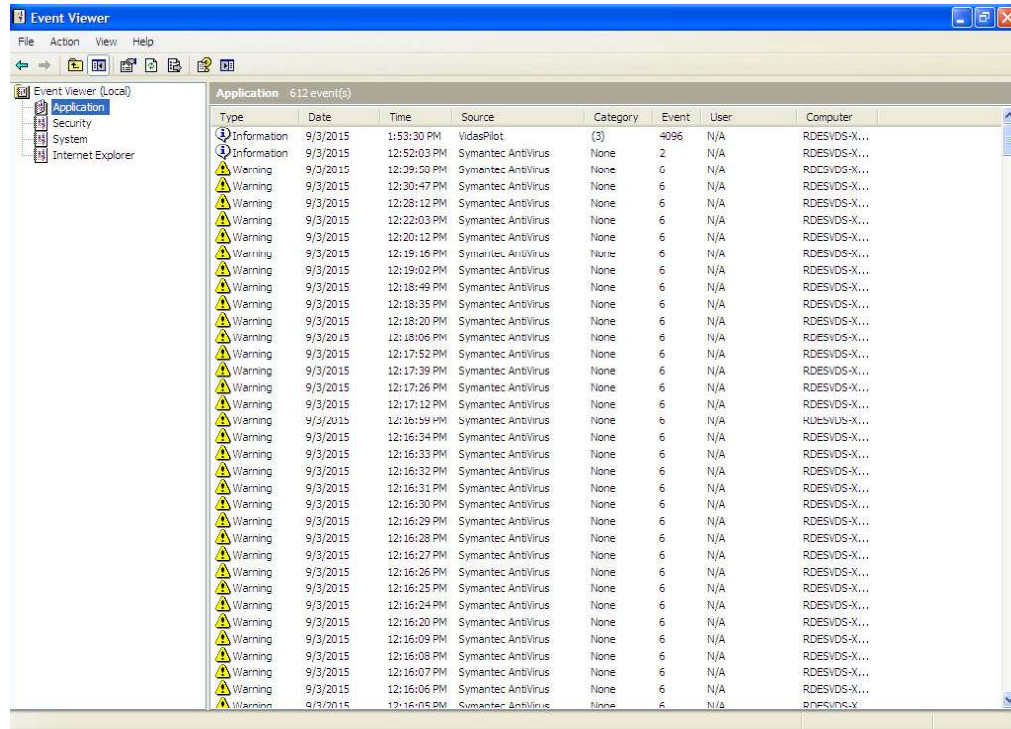 Event Viewer
File Action View Help
Event Viewer (Local)
Application
Security
System
Internet Explorer
Application 612 event(s)
Type Date Time Source Category Event User Computer
Information 9/3/2015 1:53:30 PM VidasPilot (3) 4096 N/A RDESVDS-X...
Information 9/3/2015 12:52:03 PM Symantec AntiVirus None 2 N/A RDESVDS-X...
Warning 9/3/2015 12:39:50 PM Symantec AntiVirus None 6 N/A RDESVDS-X...
Warning 9/3/2015 12:30:47 PM Symantec AntiVirus None 6 N/A RDESVDS-X...
Warning 9/3/2015 12:28:12 PM Symantec AntiVirus None 6 N/A RDESVDS-X...
Warning 9/3/2015 12:22:03 PM Symantec AntiVirus None 6 N/A RDESVDS-X...
Warning 9/3/2015 12:20:12 PM Symantec AntiVirus None 6 N/A RDESVDS-X...
Warning 9/3/2015 12:19:16 PM Symantec AntiVirus None 6 N/A RDESVDS-X...
Warning 9/3/2015 12:19:02 PM Symantec AntiVirus None 6 N/A RDESVDS-X...
Warning 9/3/2015 12:18:49 PM Symantec AntiVirus None 6 N/A RDESVDS-X...
Warning 9/3/2015 12:18:35 PM Symantec AntiVirus None 6 N/A RDESVDS-X...
Warning 9/3/2015 12:18:20 PM Symantec AntiVirus None 6 N/A RDESVDS-X...
Warning 9/3/2015 12:18:06 PM Symantec AntiVirus None 6 N/A RDESVDS-X...
Warning 9/3/2015 12:17:52 PM Symantec AntiVirus None 6 N/A RDESVDS-X...
Warning 9/3/2015 12:17:39 PM Symantec AntiVirus None 6 N/A RDESVDS-X...
Warning 9/3/2015 12:17:26 PM Symantec AntiVirus None 6 N/A RDESVDS-X...
Warning 9/3/2015 12:17:12 PM Symantec AntiVirus None 6 N/A RDESVDS-X...
Warning 9/3/2015 12:16:59 PM Symantec AntiVirus None 6 N/A RDESVDS-X...
Warning 9/3/2015 12:16:34 PM Symantec AntiVirus None 6 N/A RDESVDS-X...
Warning 9/3/2015 12:16:33 PM Symantec AntiVirus None 6 N/A RDESVDS-X...
Warning 9/3/2015 12:16:32 PM Symantec AntiVirus None 6 N/A RDESVDS-X...
Warning 9/3/2015 12:16:31 PM Symantec AntiVirus None 6 N/A RDESVDS-X...
Warning 9/3/2015 12:16:30 PM Symantec AntiVirus None 6 N/A RDESVDS-X...
Warning 9/3/2015 12:16:29 PM Symantec AntiVirus None 6 N/A RDESVDS-X...
Warning 9/3/2015 12:16:28 PM Symantec AntiVirus None 6 N/A RDESVDS-X...
Warning 9/3/2015 12:16:27 PM Symantec AntiVirus None 6 N/A RDESVDS-X...
Warning 9/3/2015 12:16:26 PM Symantec AntiVirus None 6 N/A RDESVDS-X...
Warning 9/3/2015 12:16:25 PM Symantec AntiVirus None 6 N/A RDESVDS-X...
Warning 9/3/2015 12:16:24 PM Symantec AntiVirus None 6 N/A RDESVDS-X...
Warning 9/3/2015 12:16:20 PM Symantec AntiVirus None 6 N/A RDESVDS-X...
Warning 9/3/2015 12:16:09 PM Symantec AntiVirus None 6 N/A RDESVDS-X...
Warning 9/3/2015 12:16:08 PM Symantec AntiVirus None 6 N/A RDESVDS-X...
Warning 9/3/2015 12:16:07 PM Symantec AntiVirus None 6 N/A RDESVDS-X...
Warning 9/3/2015 12:16:06 PM Symantec AntiVirus None 6 N/A RDESVDS-X...
Warning 9/3/2015 12:16:05 PM Symantec AntiVirus None 6 N/A RDESVDS-X